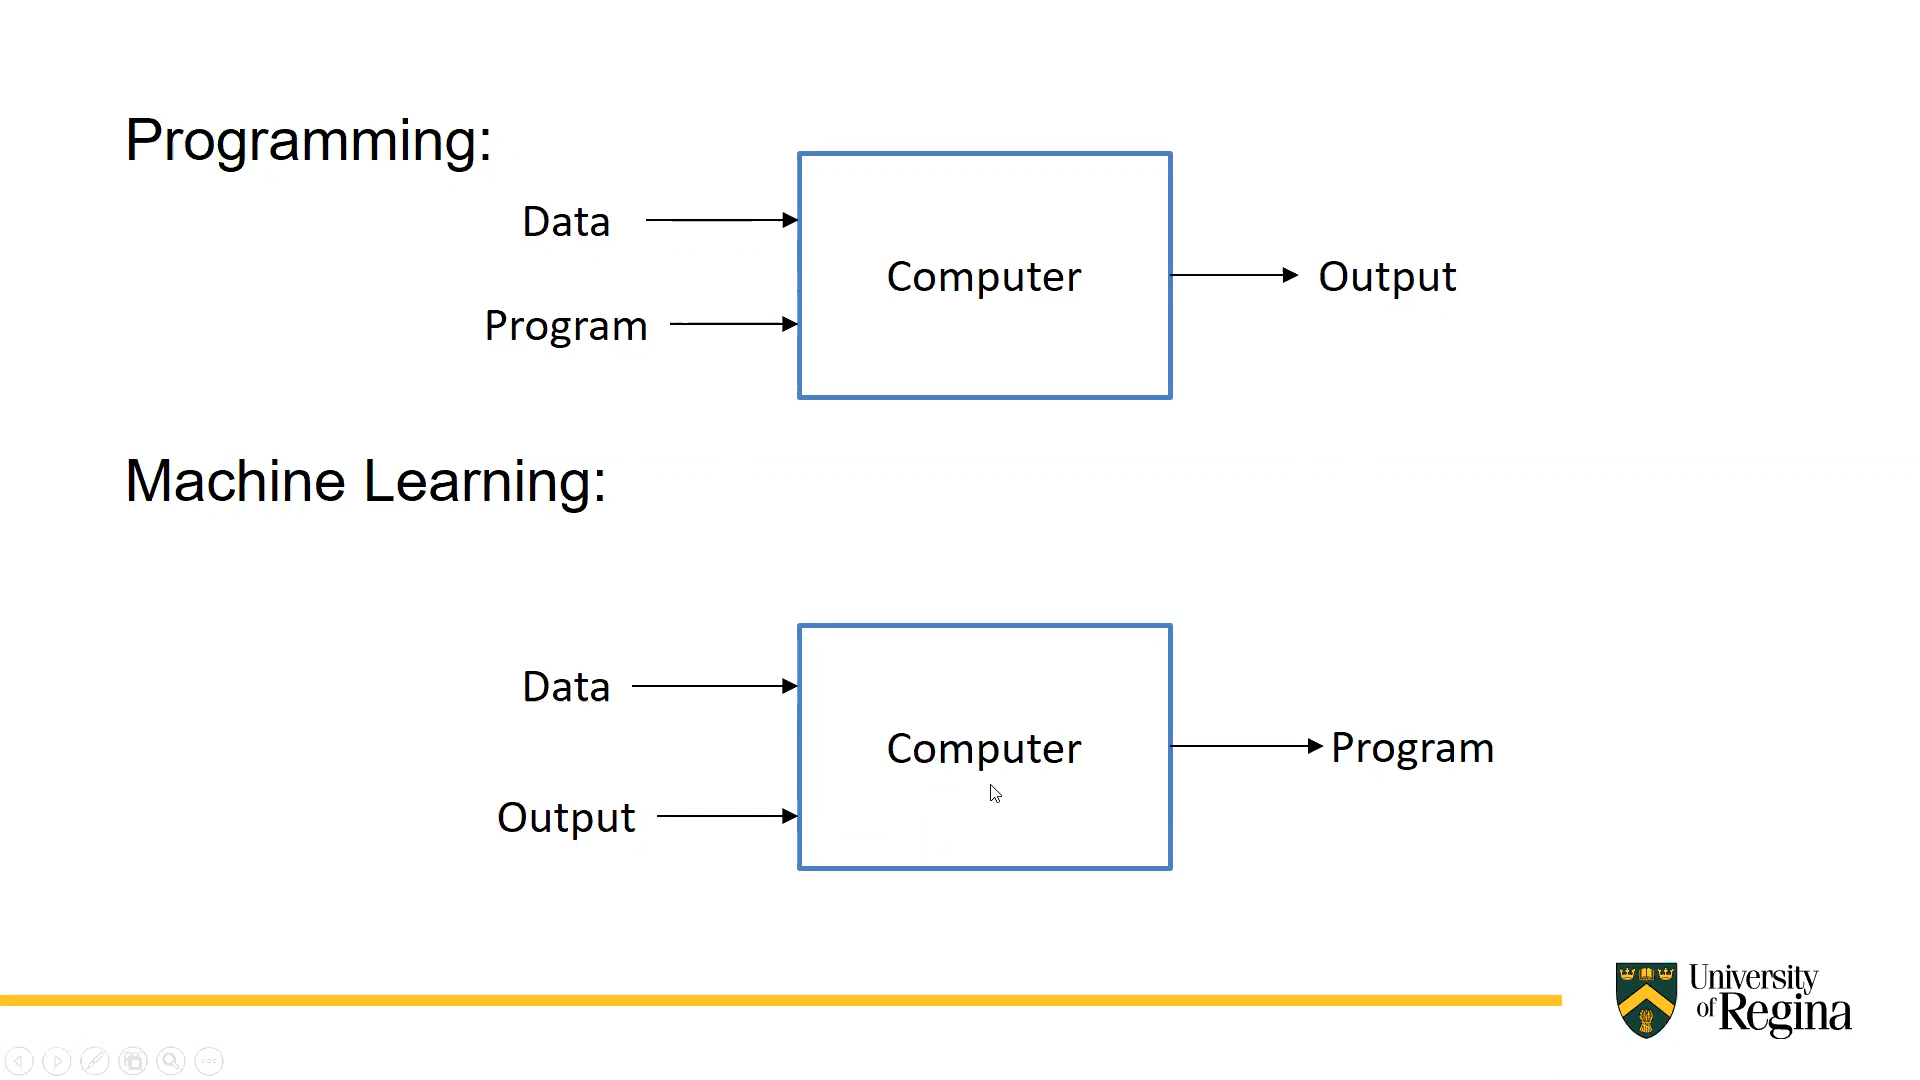 Programming:
Data
Program
Computer
Output
Machine Learning:
Data
Output
Computer
Program
University
of Regina